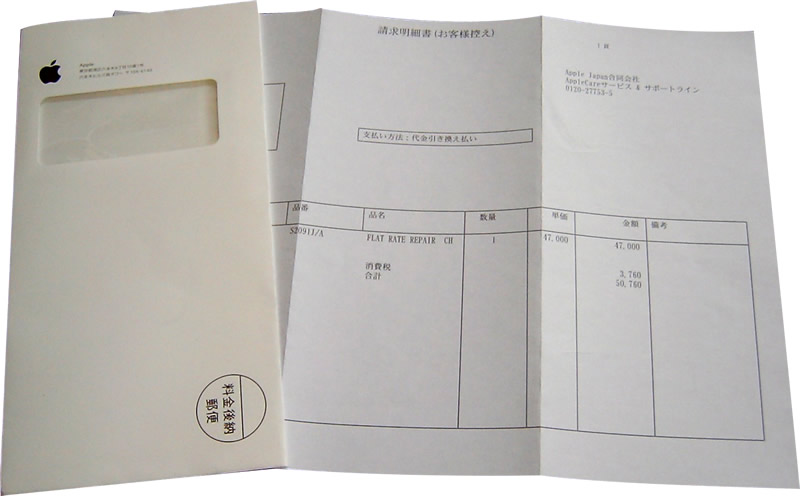 Apple
請求明細書(お客様控え)
1 頁
Apple Japan合同会社
AppleCareサービス & サポートライン
0120-27753-5
支払い方法：代金引き換え払い
品番 品名 数量 単価 金額 備考
S2091J/A FLAT RATE REPAIR CH 1 47,000 47,000
消費税 3,760
合計 50,760
料金後納
郵便